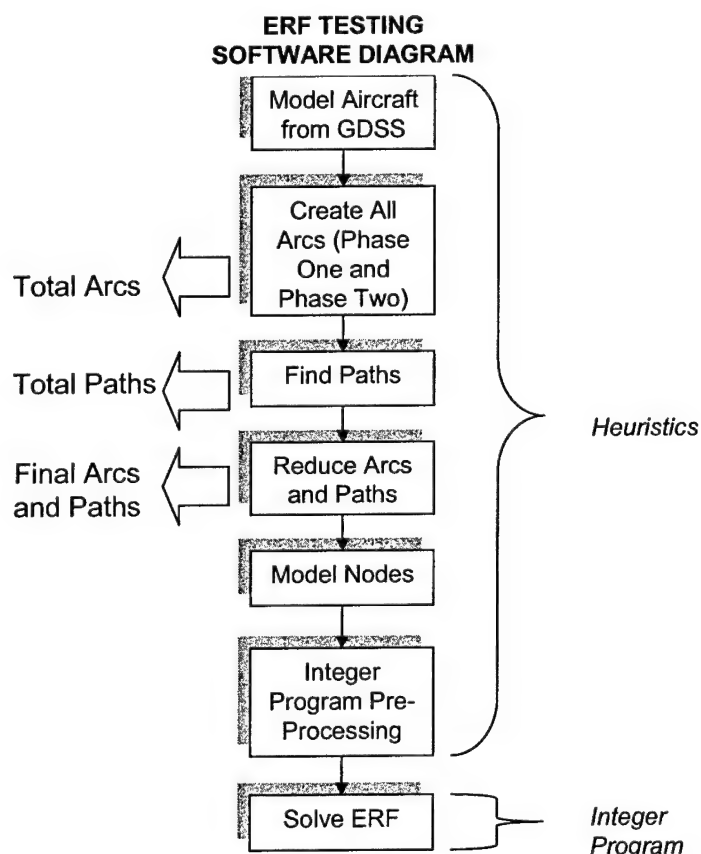 ERF TESTING
SOFTWARE DIAGRAM
Model Aircraft
from GDSS
Create All
Arcs (Phase
One and
Phase Two)
Total Arcs
Find Paths
Total Paths
Reduce Arcs
and Paths
Final Arcs
and Paths
Heuristics
Model Nodes
Integer
Program Pre-
Processing
Solve ERF
Integer
Program